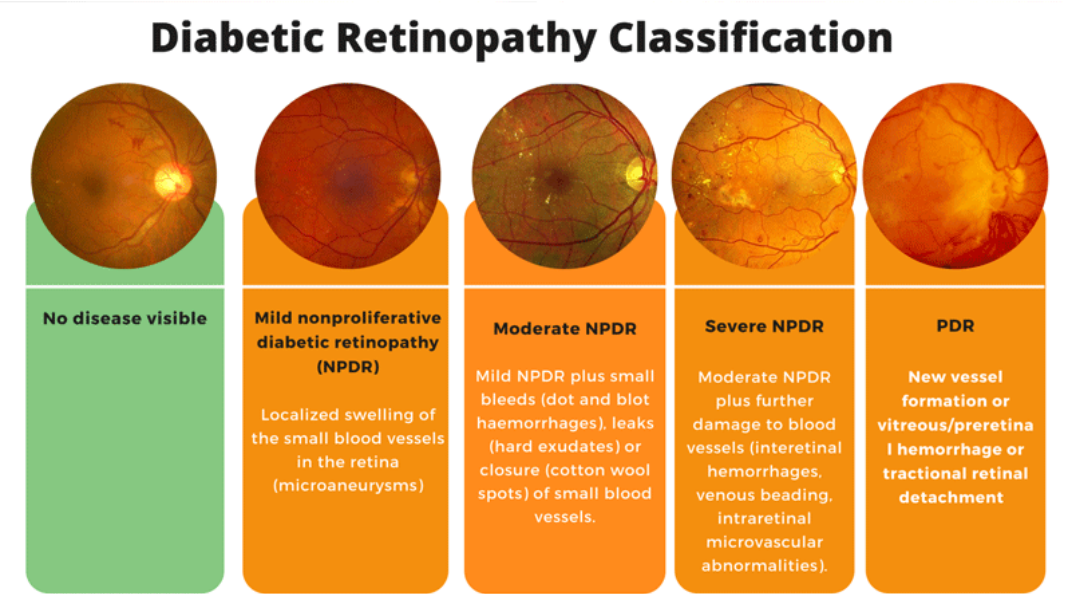 Diabetic Retinopathy Classification
No disease visible
Mild nonproliferative
diabetic retinopathy
(NPDR)
Localized swelling of
the small blood vessels
in the retina
(microaneurysms)
Moderate NPDR
Mild NPDR plus small
bleeds (dot and blot
haemorrhages), leaks
(hard exudates) or
closure (cotton wool
spots) of small blood
vessels.
Severe NPDR
Moderate NPDR
plus further
damage to blood
vessels (interetinal
hemorrhages,
venous beading,
intraretinal
microvascular
abnormalities).
PDR
New vessel
formation or
vitreous/preretina
l hemorrhage or
tractional retinal
detachment